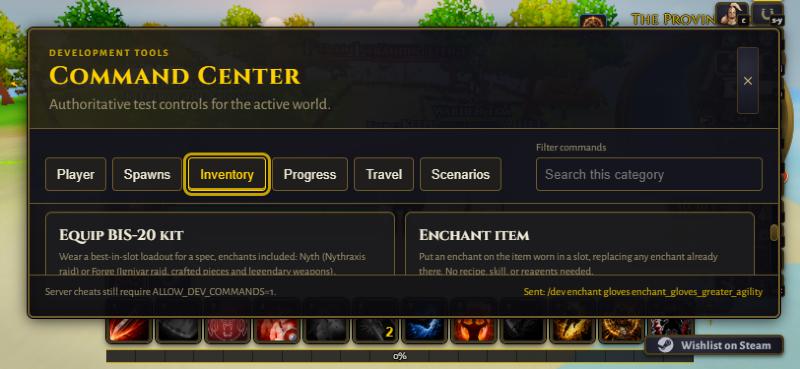 The Provin
c
s-y
DEVELOPMENT TOOLS
Command Center
Authoritative test controls for the active world.
×
Filter commands
Player
Spawns
Inventory
Progress
Travel
Scenarios
Search this category
Equip BIS-20 kit
Wear a best-in-slot loadout for a spec, enchants included: Nyth (Nythraxis
raid) or Forge (Ignivar raid, crafted pieces and legendary weapons).
Enchant item
Put an enchant on the item worn in a slot, replacing any enchant already
there. No recipe, skill, or reagents needed.
Server cheats still require ALLOW_DEV_COMMANDS=1.
Sent: /dev enchant gloves enchant_gloves_greater_agility
2
0%
Wishlist on Steam